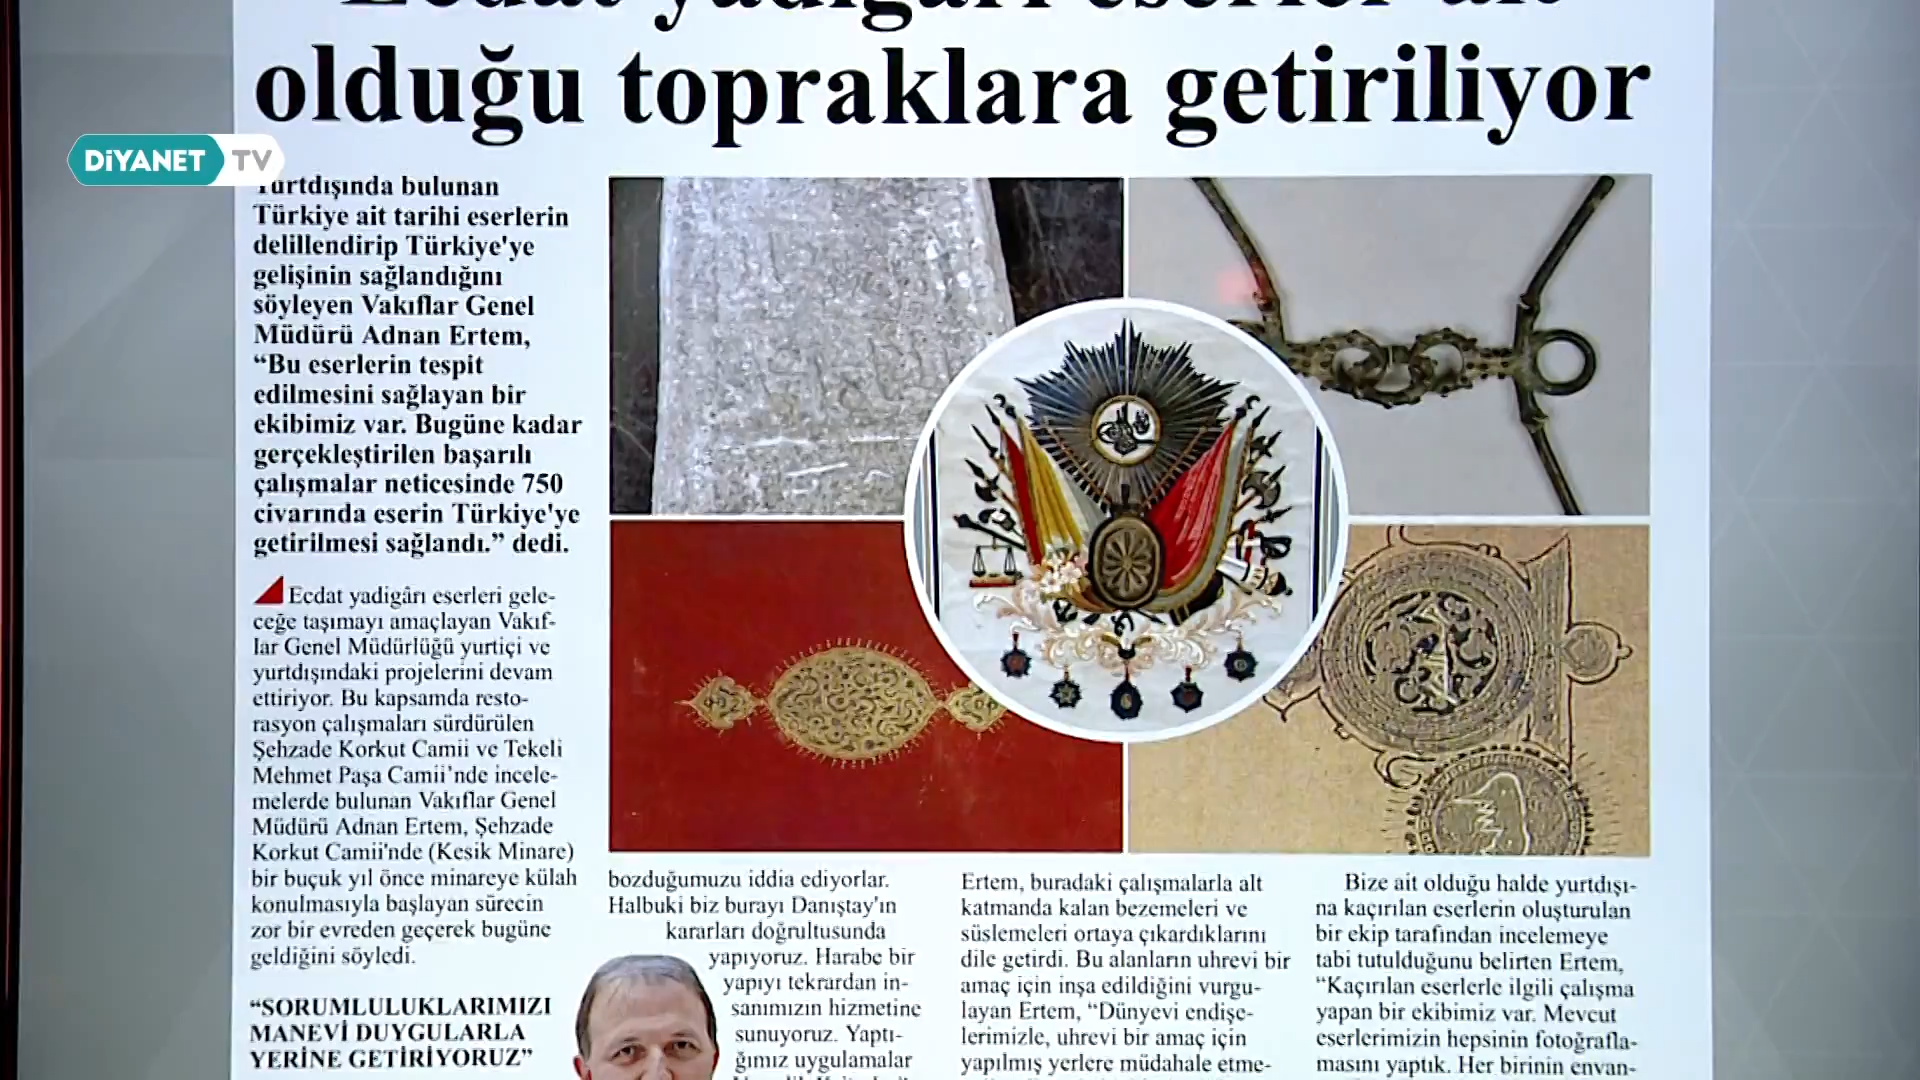 Ecdat yadigârı eserler ait
olduğu topraklara getiriliyor
DiYANET TV
Yurtdışında bulunan
Türkiye ait tarihi eserlerin
delillendirip Türkiye'ye
gelişinin sağlandığını
söyleyen Vakıflar Genel
Müdürü Adnan Ertem,
“Bu eserlerin tespit
edilmesini sağlayan bir
ekibimiz var. Bugüne kadar
gerçekleştirilen başarılı
çalışmalar neticesinde 750
civarında eserin Türkiye'ye
getirilmesi sağlandı.” dedi.
Ecdat yadigârı eserleri gele-
ceğe taşımayı amaçlayan Vakıf-
lar Genel Müdürlüğü yurtiçi ve
yurtdışındaki projelerini devam
ettiriyor. Bu kapsamda resto-
rasyon çalışmaları sürdürülen
Şehzade Korkut Camii ve Tekeli
Mehmet Paşa Camii’nde incele-
melerde bulunan Vakıflar Genel
Müdürü Adnan Ertem, Şehzade
Korkut Camii'nde (Kesik Minare)
bir buçuk yıl önce minareye külah
konulmasıyla başlayan sürecin
zor bir evreden geçerek bugüne
geldiğini söyledi.
“SORUMLULUKLARIMIZI
MANEVİ DUYGULARLA
YERİNE GETİRİYORUZ”
bozduğumuzu iddia ediyorlar.
Halbuki biz burayı Danıştay'ın
kararları doğrultusunda
yapıyoruz. Harabe bir
yapıyı tekrardan in-
sanımızın hizmetine
sunuyoruz. Yaptı-
ğımız uygulamalar
Ertem, buradaki çalışmalarla alt
katmanda kalan bezemeleri ve
süslemeleri ortaya çıkardıklarını
dile getirdi. Bu alanların uhrevi bir
amaç için inşa edildiğini vurgu-
layan Ertem, “Dünyevi endişe-
lerimizle, uhrevi bir amaç için
yapılmış yerlere müdahale etme-
Bize ait olduğu halde yurtdışı-
na kaçırılan eserlerin oluşturulan
bir ekip tarafından incelemeye
tabi tutulduğunu belirten Ertem,
“Kaçırılan eserlerle ilgili çalışma
yapan bir ekibimiz var. Mevcut
eserlerimizin hepsinin fotoğrafla-
masını yaptık. Her birinin envan-